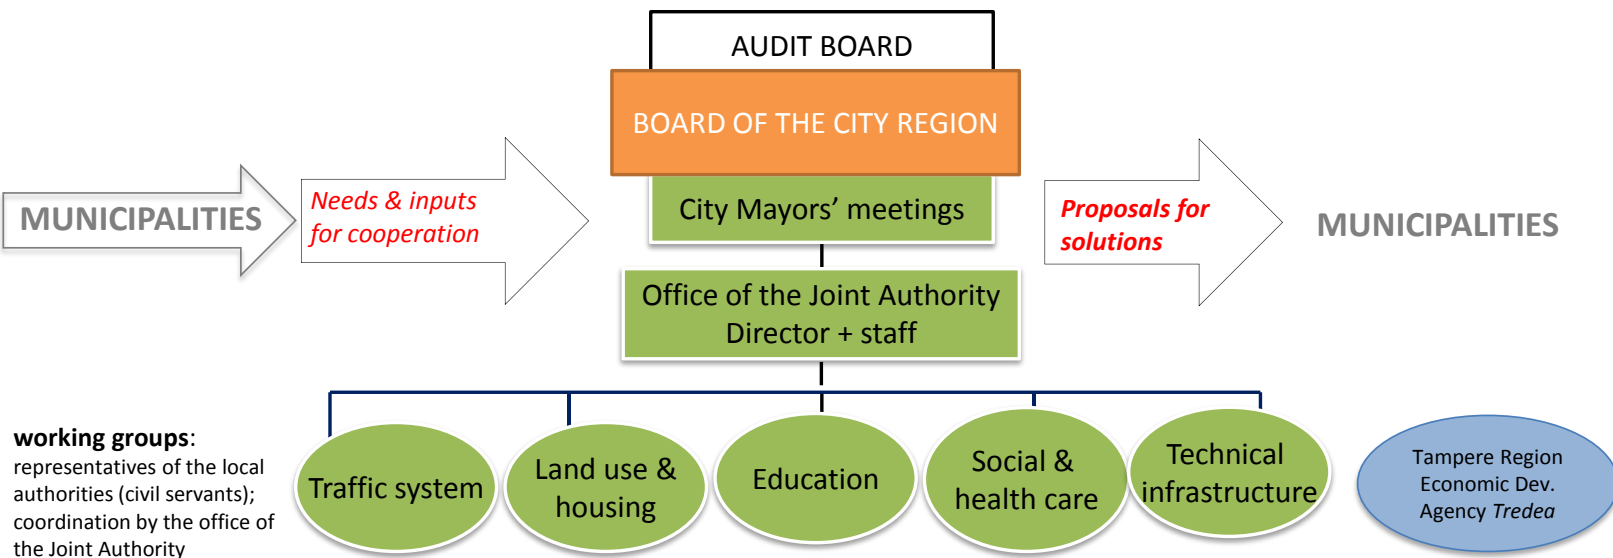 AUDIT BOARD
BOARD OF THE CITY REGION
MUNICIPALITIES
Needs & inputs
for cooperation
City Mayors’ meetings
Proposals for
solutions
MUNICIPALITIES
Office of the Joint Authority
Director + staff
working groups:
representatives of the local
authorities (civil servants);
coordination by the office of
the Joint Authority
Traffic system
Land use &
housing
Education
Social &
health care
Technical
infrastructure
Tampere Region
Economic Dev.
Agency Tredea